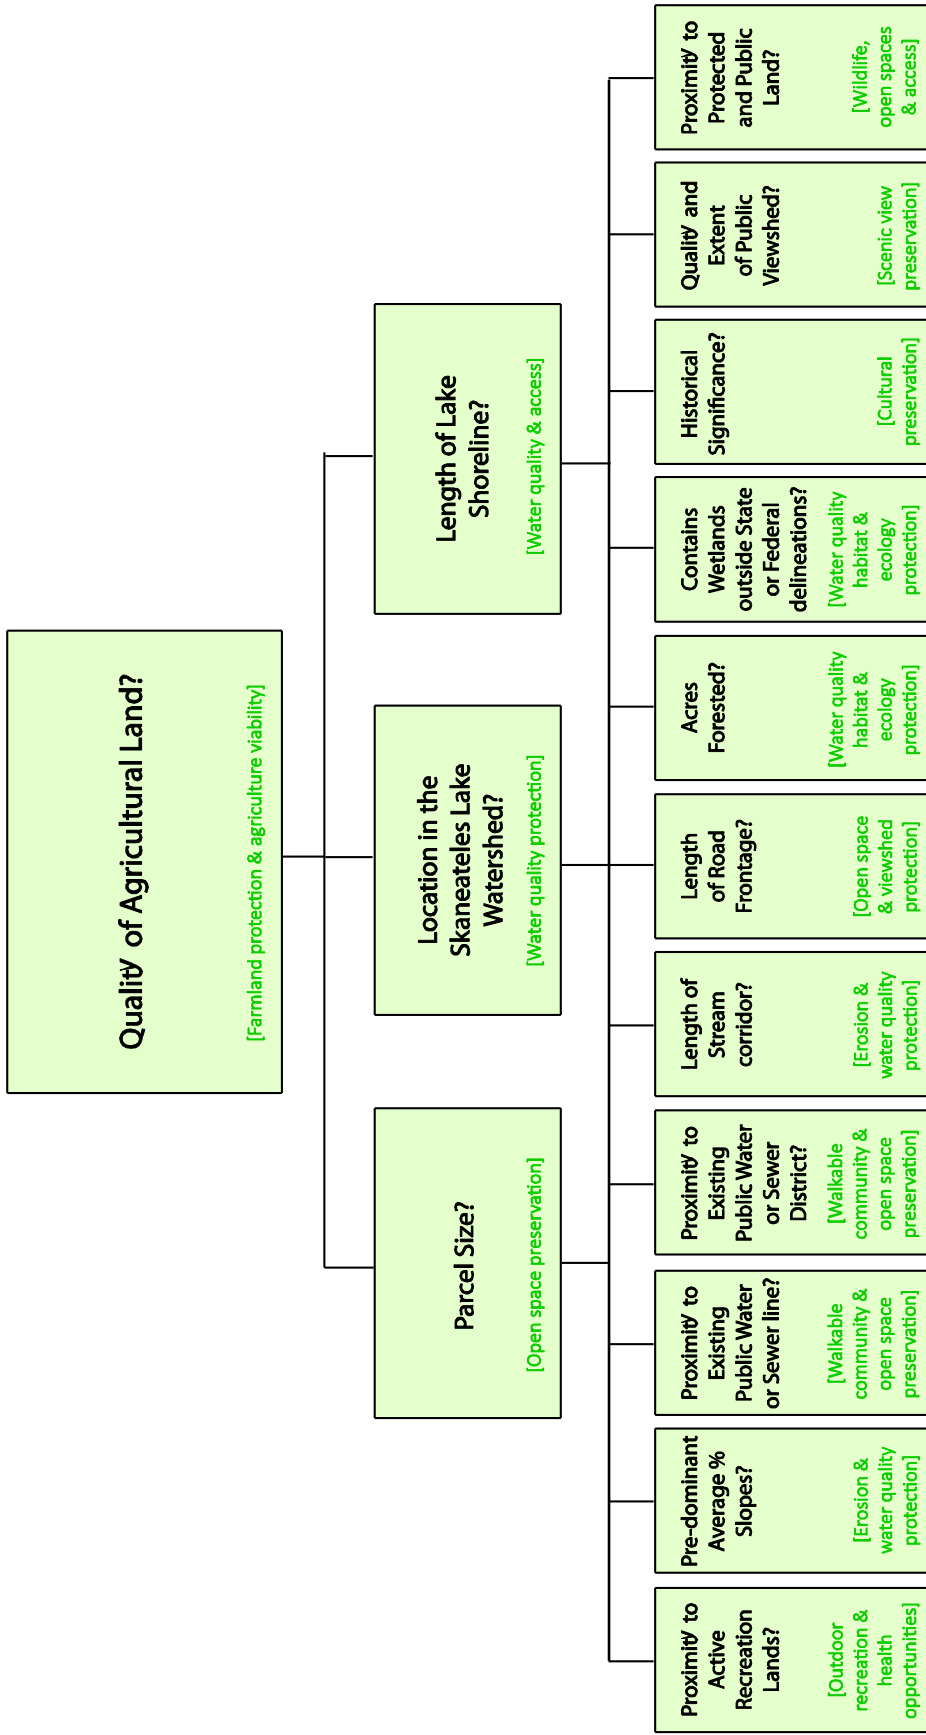 Quality of Agricultural Land?
[Farmland protection & agriculture viability]
Parcel Size?
[Open space preservation]
Location in the
Skaneateles Lake
Watershed?
[Water quality protection]
Length of Lake
Shoreline?
[Water quality & access]
Proximity to
Active
Recreation
Lands?
[Outdoor
recreation &
health
opportunities]
Pre-dominant
Average %
Slopes?
[Erosion &
water quality
protection]
Proximity to
Existing
Public Water
or Sewer line?
[Walkable
community &
open space
preservation]
Proximity to
Existing
Public Water
or Sewer
District?
[Walkable
community &
open space
preservation]
Length of
Stream
corridor?
[Erosion &
water quality
protection]
Length
of Road
Frontage?
[Open space
& viewshed
protection]
Acres
Forested?
[Water quality
habitat &
ecology
protection]
Contains
Wetlands
outside State
or Federal
delineations?
[Water quality
habitat &
ecology
protection]
Historical
Significance?
[Cultural
preservation]
Quality and
Extent
of Public
Viewshed?
[Scenic view
preservation]
Proximity to
Protected
and Public
Land?
[Wildlife,
open spaces
& access]